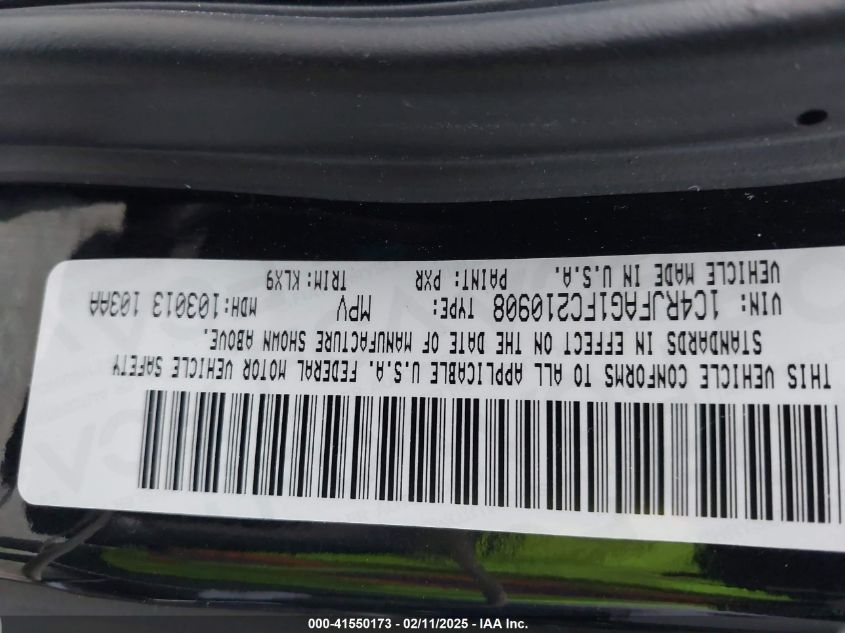 THIS VEHICLE CONFORMS TO ALL APPLICABLE U.S.A. FEDERAL MOTOR VEHICLE SAFETY
STANDARDS IN EFFECT ON THE DATE OF MANUFACTURE SHOWN ABOVE.
VIN: 1C4RJFAG1FC210908 TYPE: MPV MDH:103013 103AA
VEHICLE MADE IN U.S.A. PAINT: PXR TRIM: KLX9
000-41550173 - 02/11/2025 - IAA Inc.